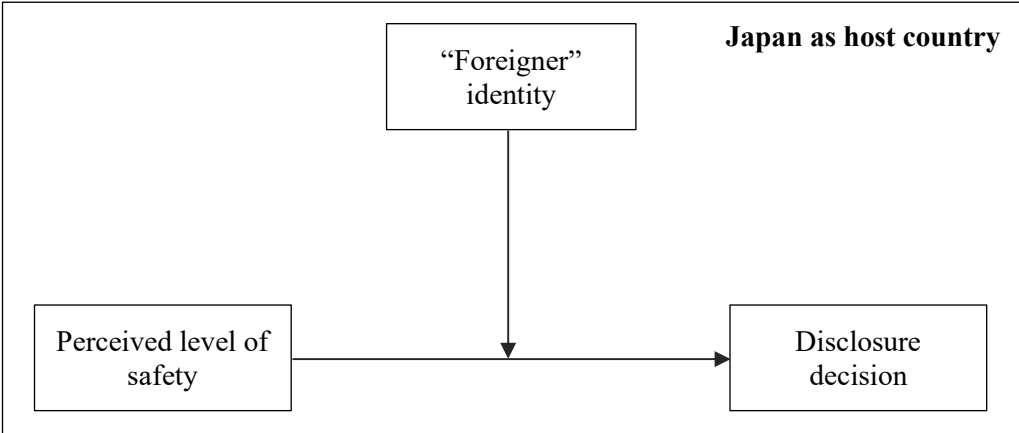 Japan as host country
“Foreigner”
identity
Perceived level of
safety
Disclosure
decision